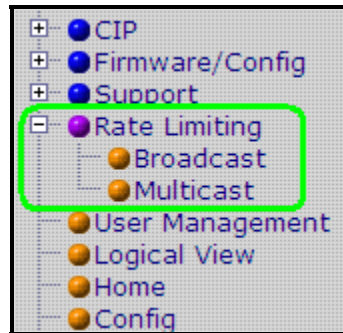 CIP
Firmware/Config
Support
Rate Limiting
Broadcast
Multicast
User Management
Logical View
Home
Config